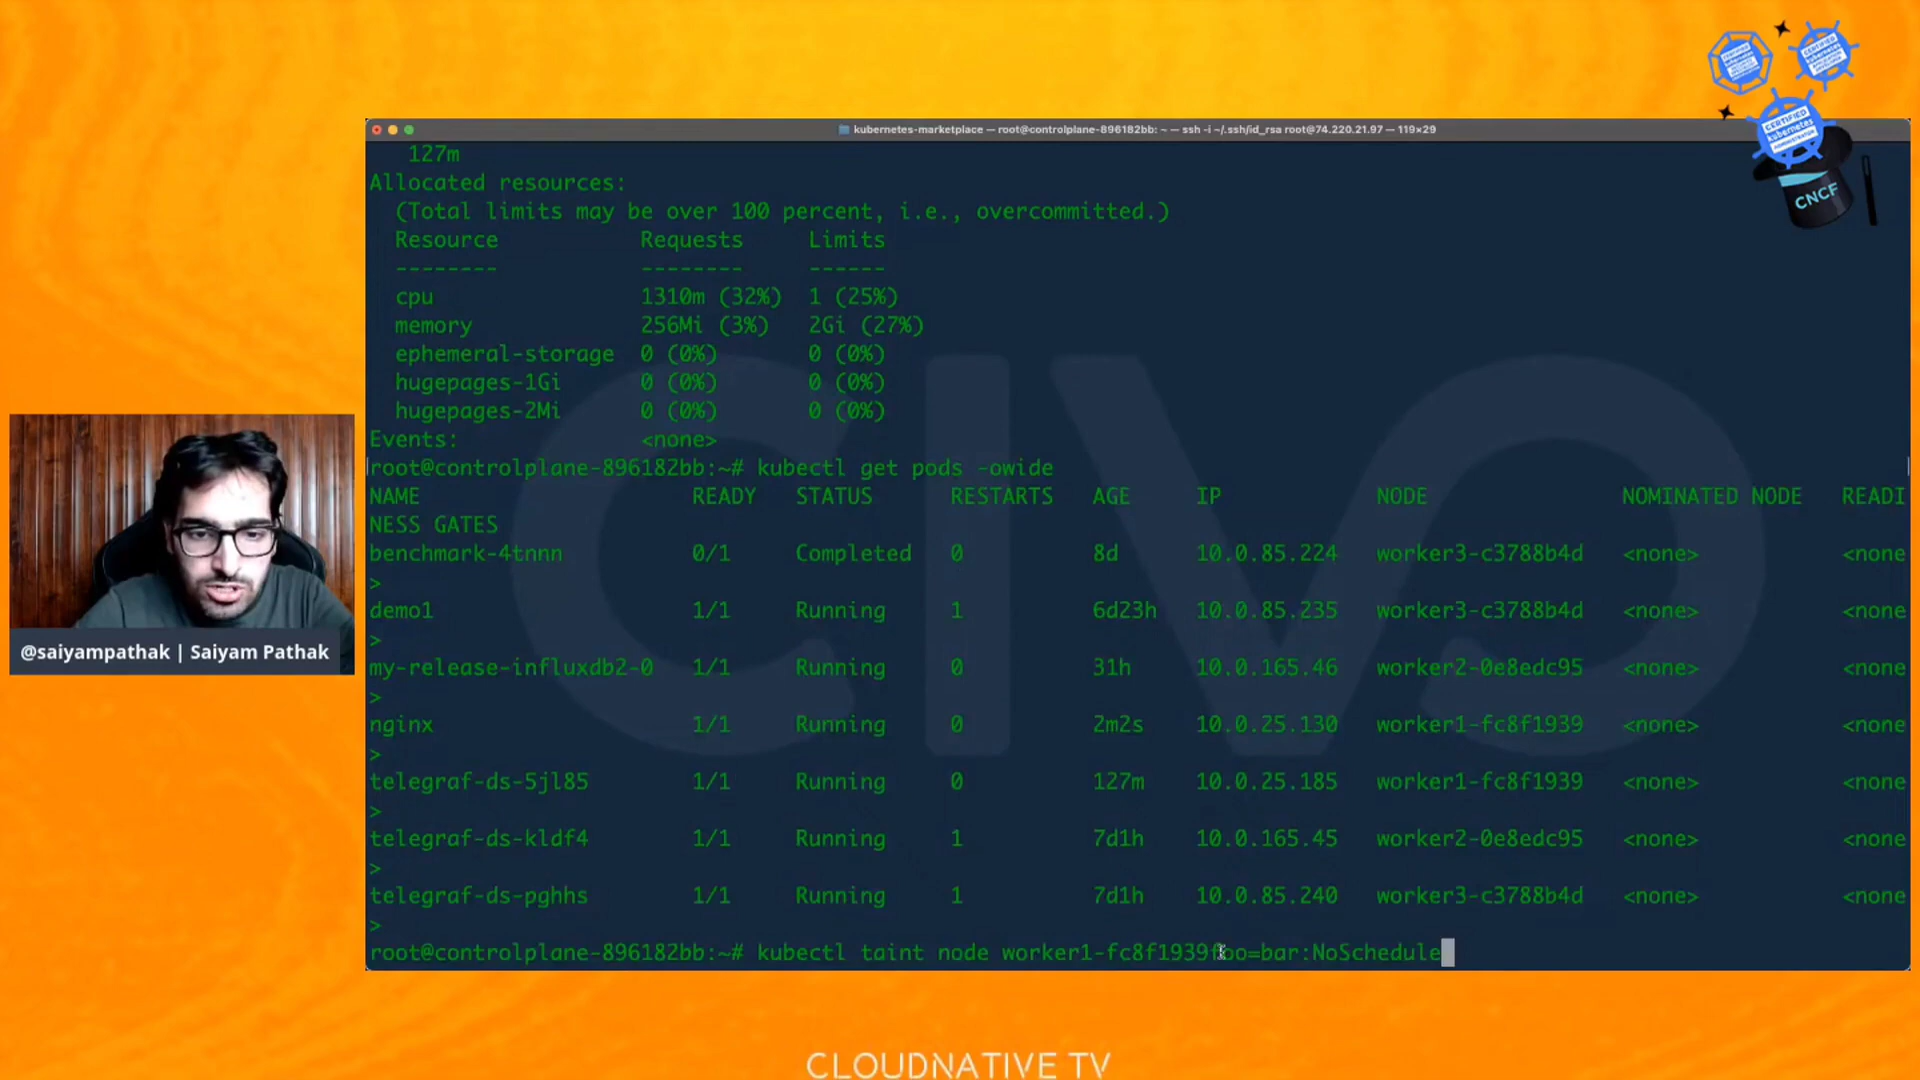 kubernetes-marketplace — root@controlplane-896182bb: ~ — ssh -i ~/.ssh/id_rsa root@74.220.21.97 — 119×29
127m
Allocated resources:
(Total limits may be over 100 percent, i.e., overcommitted.)
Resource Requests Limits
-------- -------- ------
cpu 1310m (32%) 1 (25%)
memory 256Mi (3%) 2Gi (27%)
ephemeral-storage 0 (0%) 0 (0%)
hugepages-1Gi 0 (0%) 0 (0%)
hugepages-2Mi 0 (0%) 0 (0%)
Events: <none>
root@controlplane-896182bb:~# kubectl get pods -owide
NAME READY STATUS RESTARTS AGE IP NODE NOMINATED NODE READI
NESS GATES
benchmark-4tnnn 0/1 Completed 0 8d 10.0.85.224 worker3-c3788b4d <none> <none
>
demo1 1/1 Running 1 6d23h 10.0.85.235 worker3-c3788b4d <none> <none
>
my-release-influxdb2-0 1/1 Running 0 31h 10.0.165.46 worker2-0e8edc95 <none> <none
>
nginx 1/1 Running 0 2m2s 10.0.25.130 worker1-fc8f1939 <none> <none
>
telegraf-ds-5jl85 1/1 Running 0 127m 10.0.25.185 worker1-fc8f1939 <none> <none
>
telegraf-ds-kldf4 1/1 Running 1 7d1h 10.0.165.45 worker2-0e8edc95 <none> <none
>
telegraf-ds-pghhs 1/1 Running 1 7d1h 10.0.85.240 worker3-c3788b4d <none> <none
>
root@controlplane-896182bb:~# kubectl taint node worker1-fc8f1939foo=bar:NoSchedule
CIVO
@saiyampathak | Saiyam Pathak
CERTIFIED
kubernetes
ADMINISTRATOR
CNCF
CLOUDNATIVE TV